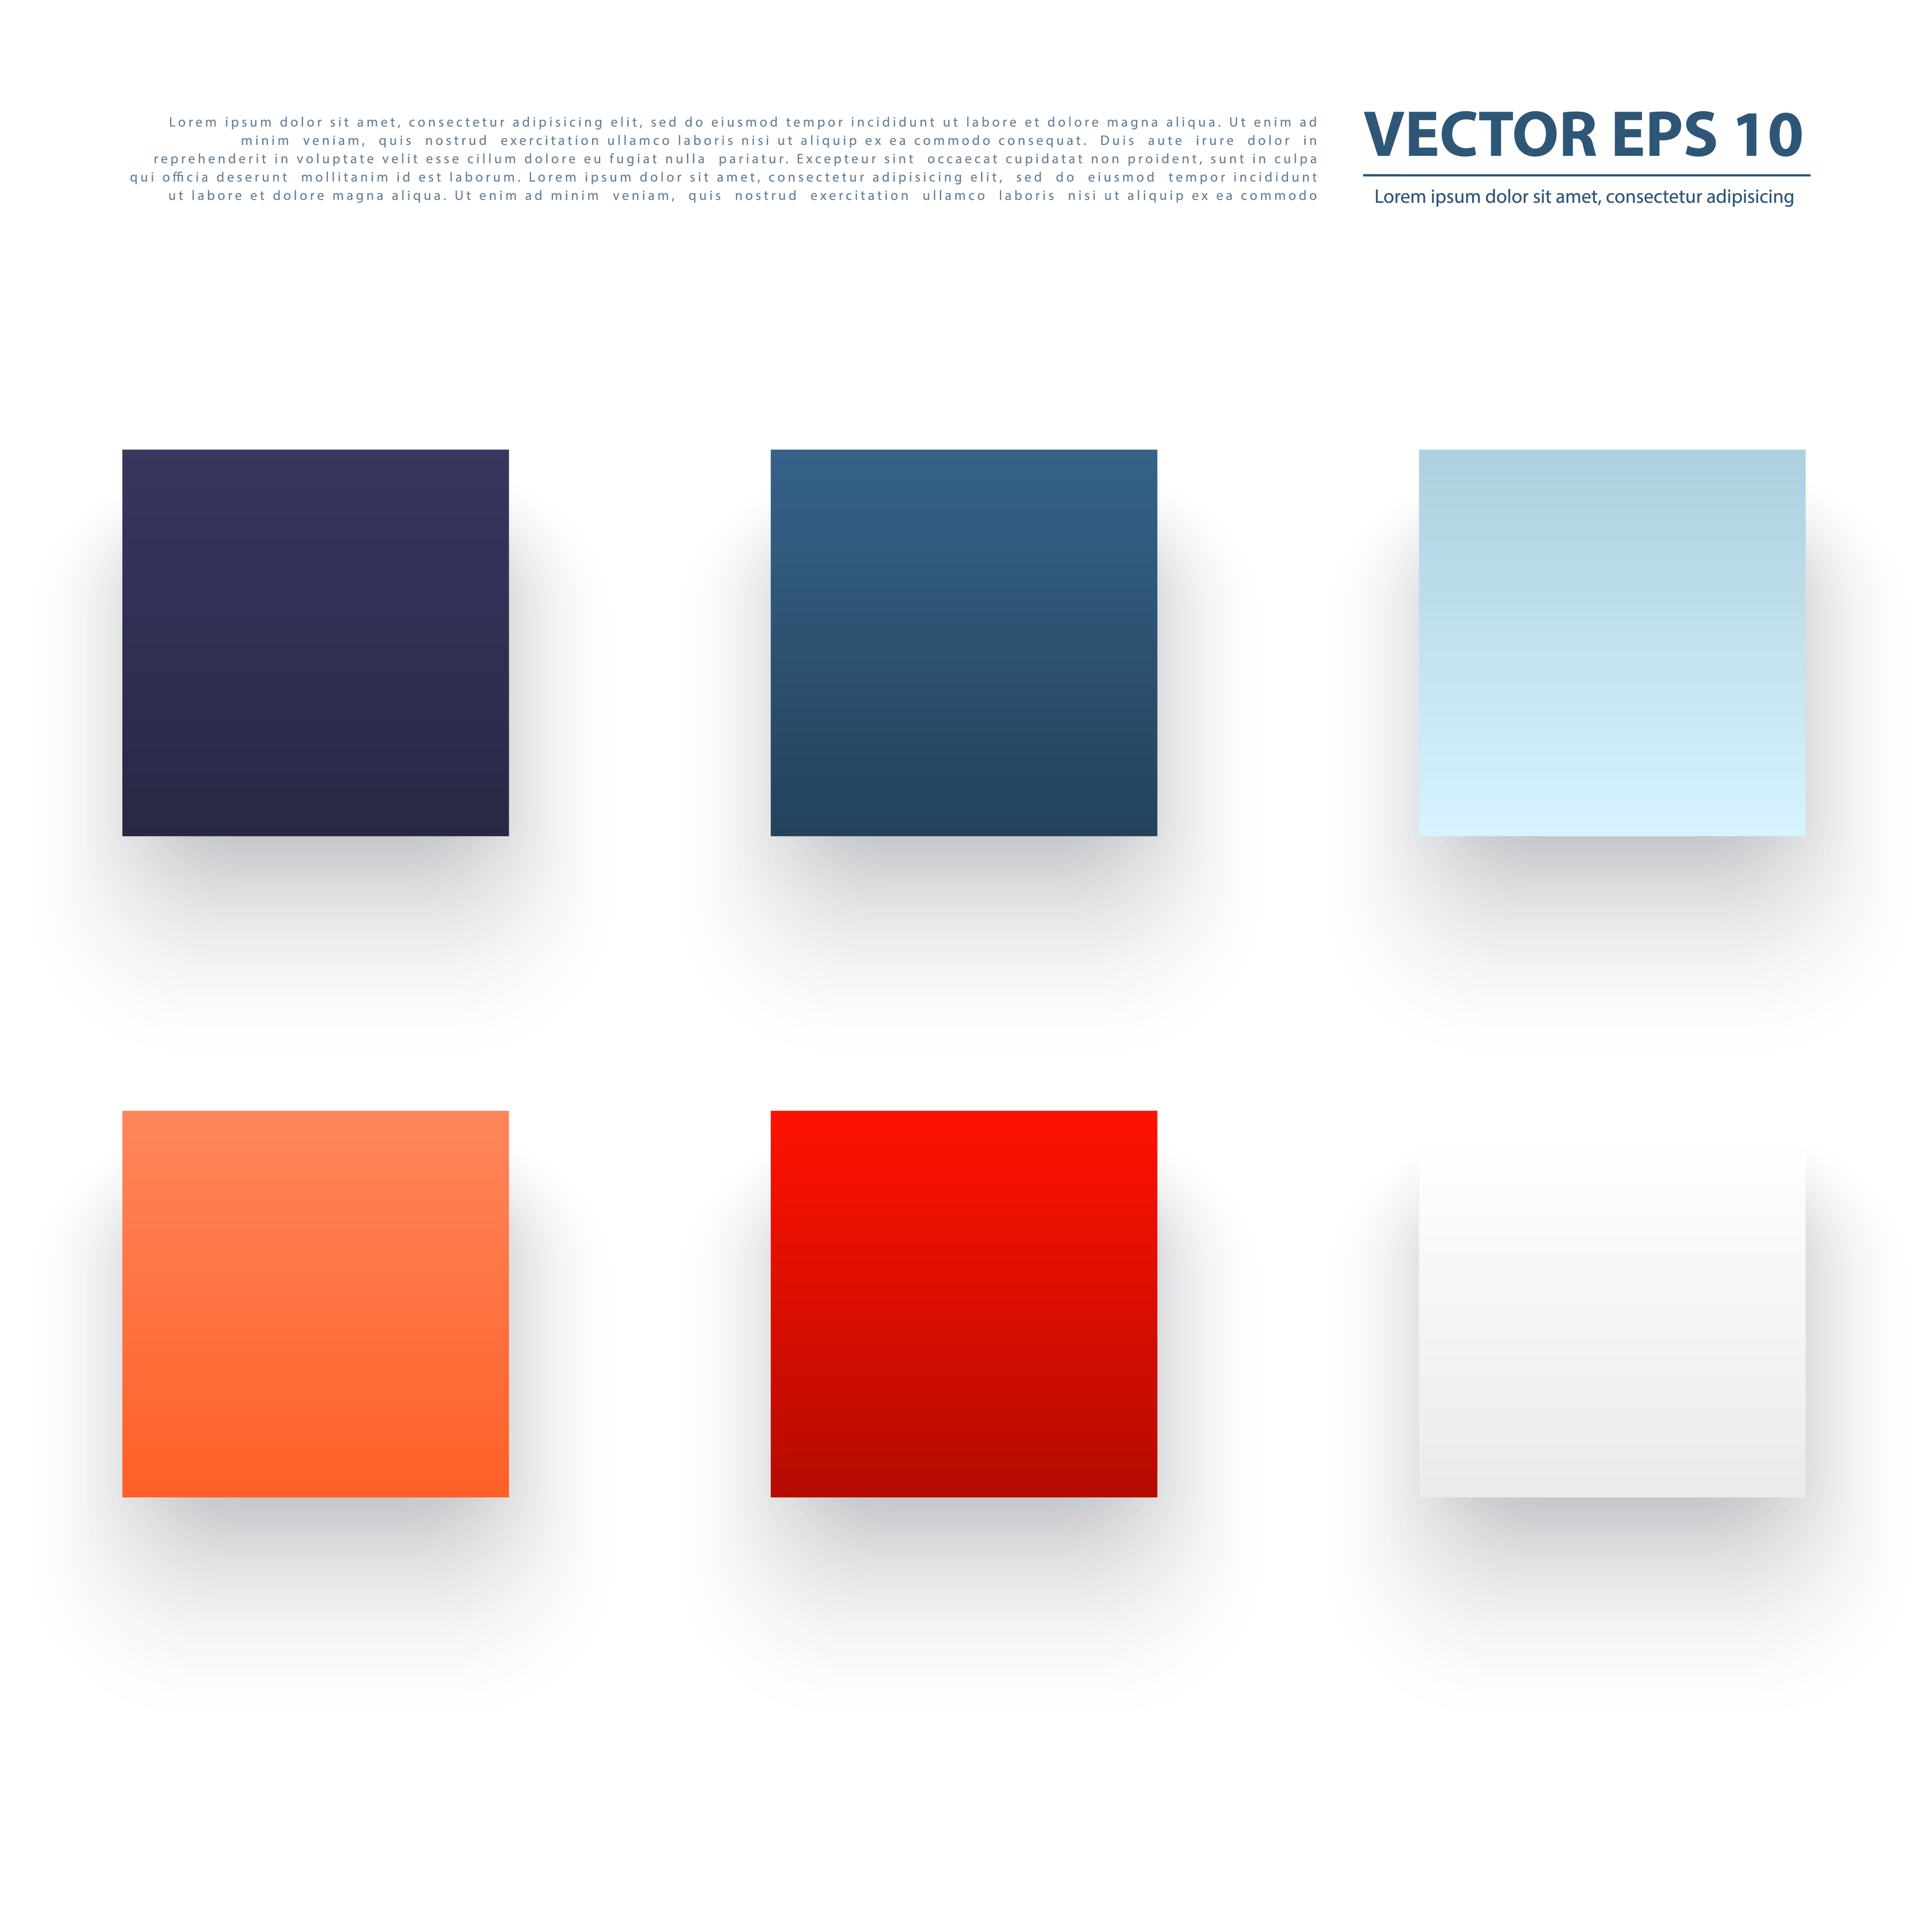 Lorem ipsum dolor sit amet, consectetur adipisicing elit, sed do eiusmod tempor incididunt ut labore et dolore magna aliqua. Ut enim ad
minim veniam, quis nostrud exercitation ullamco laboris nisi ut aliquip ex ea commodo consequat. Duis aute irure dolor in
reprehenderit in voluptate velit esse cillum dolore eu fugiat nulla pariatur. Excepteur sint occaecat cupidatat non proident, sunt in culpa
qui officia deserunt mollitanim id est laborum. Lorem ipsum dolor sit amet, consectetur adipisicing elit, sed do eiusmod tempor incididunt
ut labore et dolore magna aliqua. Ut enim ad minim veniam, quis nostrud exercitation ullamco laboris nisi ut aliquip ex ea commodo
VECTOR EPS 10
Lorem ipsum dolor sit amet, consectetur adipisicing